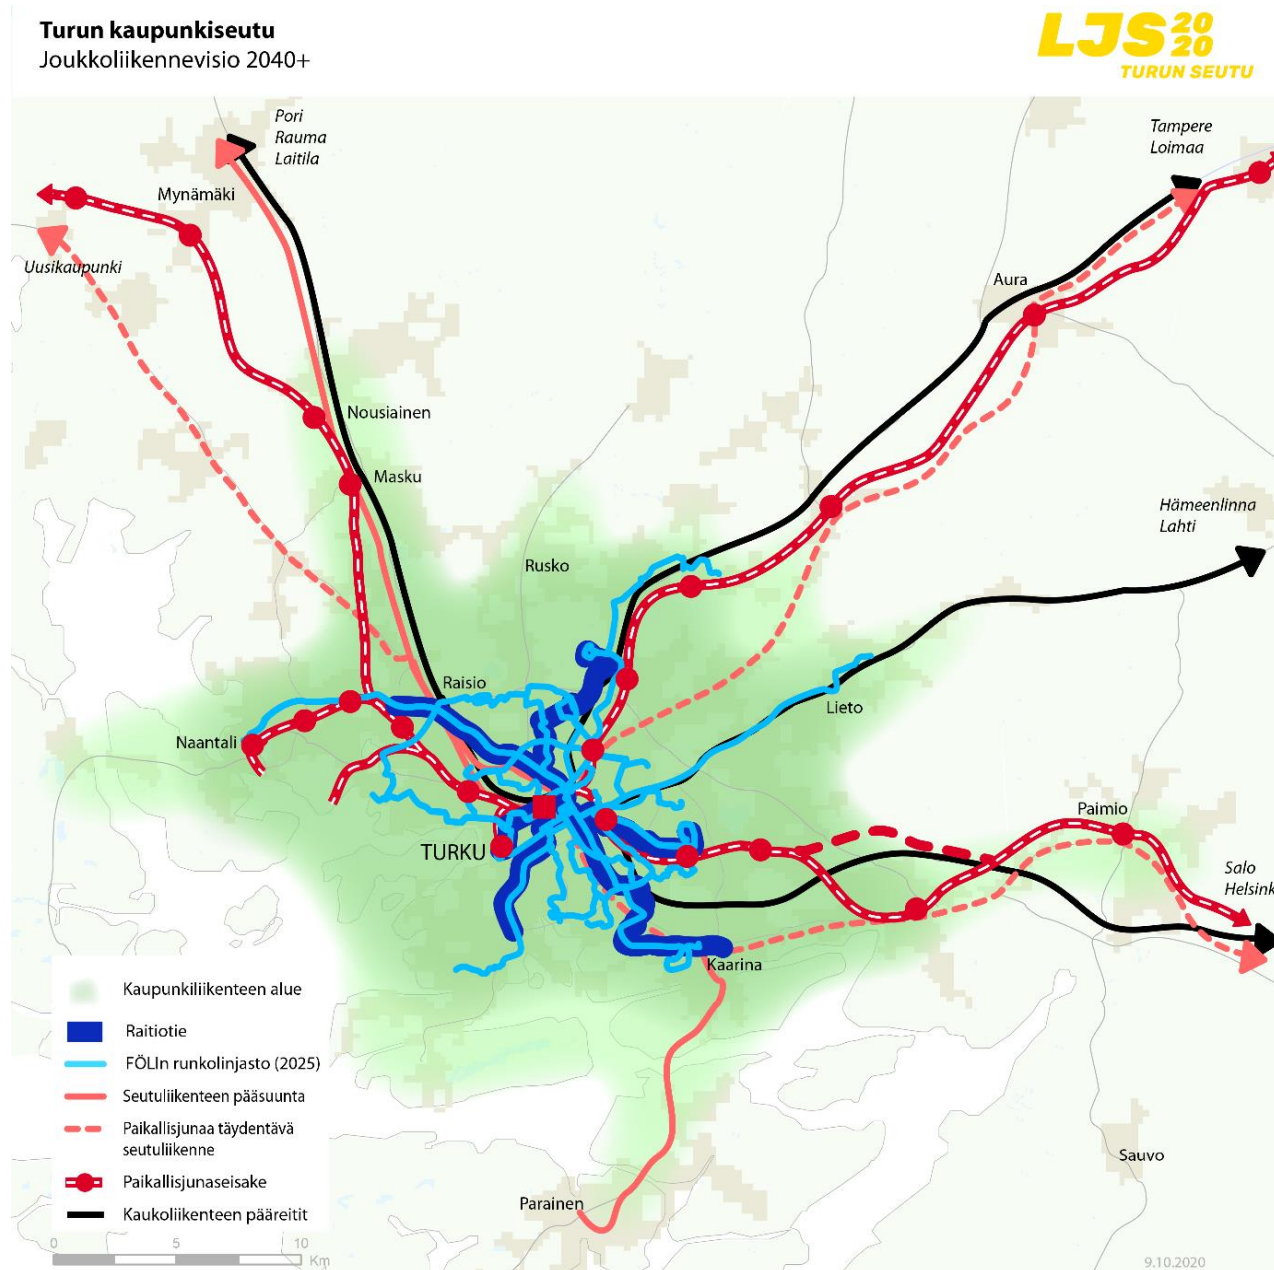 Turun kaupunkiseutu
Joukkoliikennevisio 2040+
LJS 20
20
TURUN SEUTU
Pori
Rauma
Laitila
Tampere
Loimaa
Mynämäki
Uusikaupunki
Aura
Nousiainen
Masku
Hämeenlinna
Lahti
Rusko
Raisio
Naantali
Lieto
Paimio
TURKU
Salo
Helsink
Kaarina
Kaupunkiliikenteen alue
Raitiotie
FÖLIn runkolinjasto (2025)
Seutuliikenteen pääsuunta
Paikallisjunaa täydentävä
seutuliikenne
Paikallisjunaseisake
Kaukoliikenteen pääreitit
Sauvo
Parainen
0 5 10
Km
9.10.2020